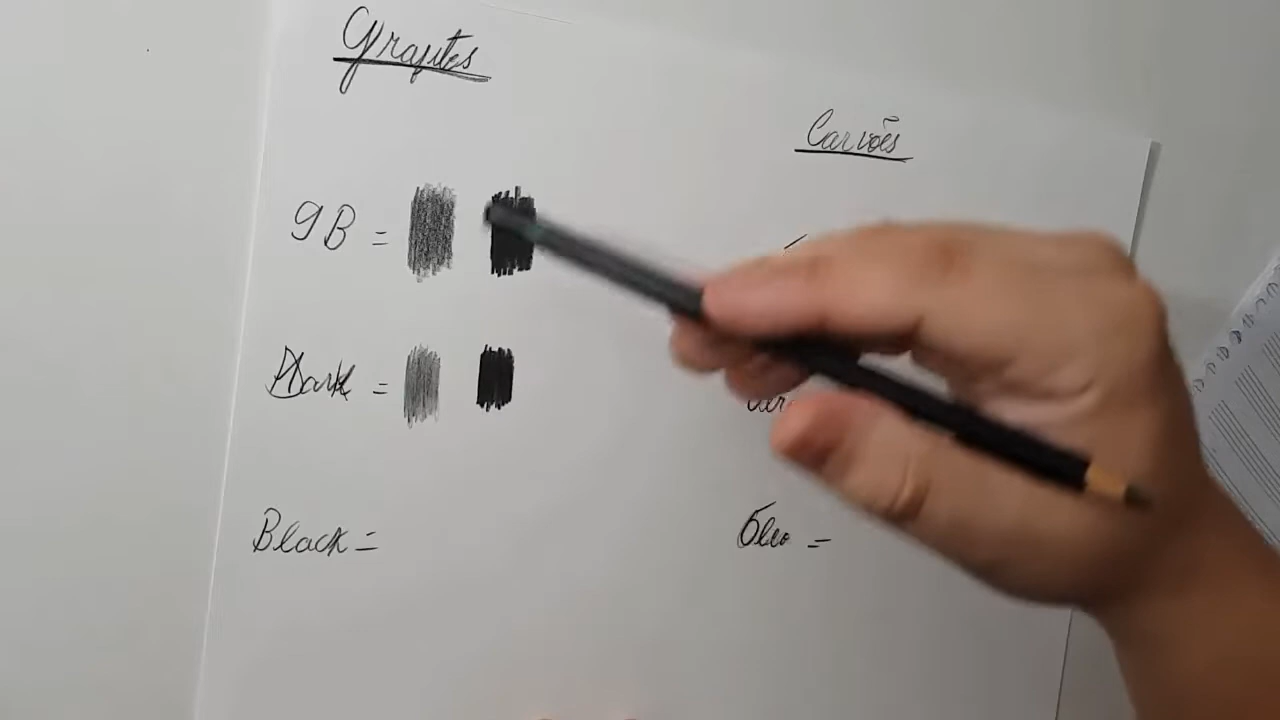 Grafites
Carvões
9B =
Dark =
Black =
Óleo =